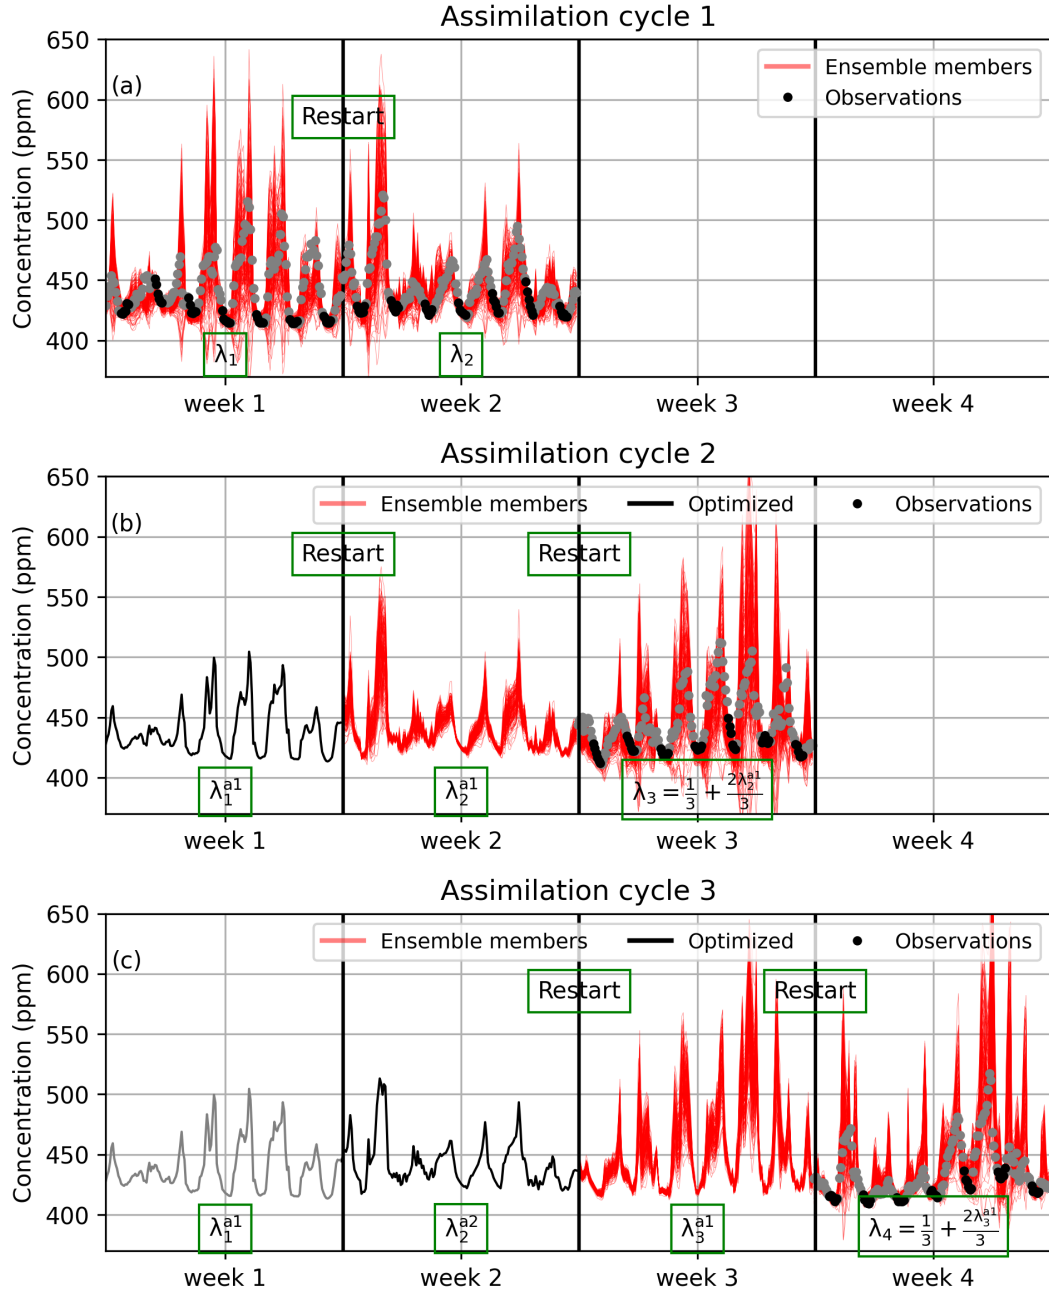 Assimilation cycle 1
650
600
550
500
450
400
Concentration (ppm)
(a)
Restart
Ensemble members
Observations
λ₁
λ₂
week 1
week 2
week 3
week 4
Assimilation cycle 2
650
600
550
500
450
400
Concentration (ppm)
(b)
Ensemble members
Optimized
Observations
Restart
Restart
λ₁ᵃ¹
λ₂ᵃ¹
λ₃ = 1/3 + 2λ₂ᵃ¹/3
week 1
week 2
week 3
week 4
Assimilation cycle 3
650
600
550
500
450
400
Concentration (ppm)
(c)
Ensemble members
Optimized
Observations
Restart
Restart
λ₁ᵃ¹
λ₂ᵃ²
λ₃ᵃ¹
λ₄ = 1/3 + 2λ₃ᵃ¹/3
week 1
week 2
week 3
week 4